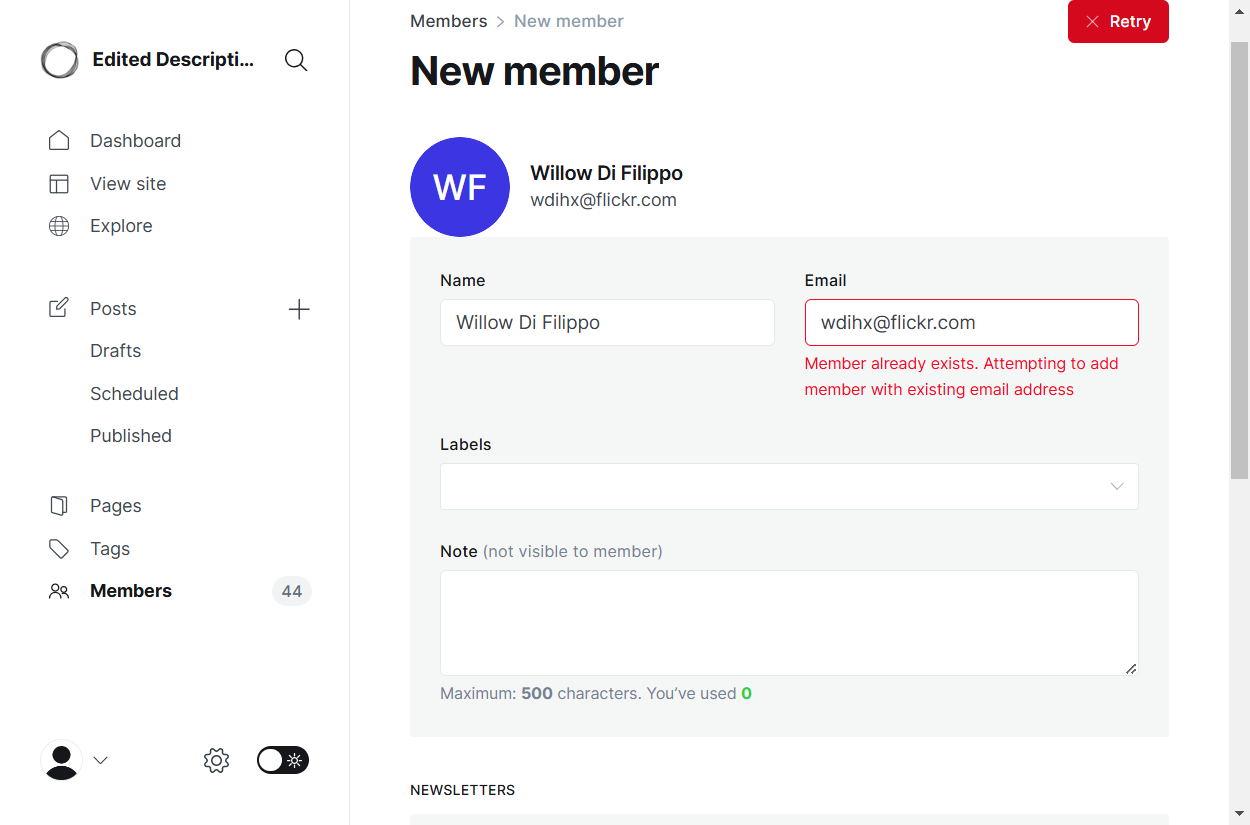 Edited Descripti...
Dashboard
View site
Explore
Posts
Drafts
Scheduled
Published
Pages
Tags
Members
44
Members > New member
Retry
New member
WF
Willow Di Filippo
wdihx@flickr.com
Name
Willow Di Filippo
Email
wdihx@flickr.com
Member already exists. Attempting to add
member with existing email address
Labels
Note (not visible to member)
Maximum: 500 characters. You’ve used 0
NEWSLETTERS